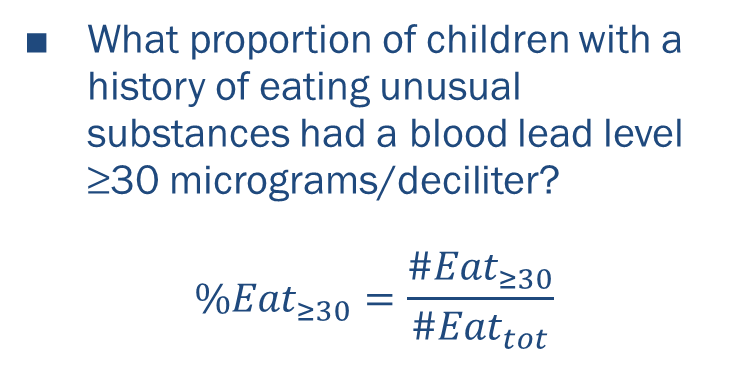 ■ What proportion of children with a
history of eating unusual
substances had a blood lead level
≥30 micrograms/deciliter?
%Eat≥30 = #Eat≥30 / #Eattot